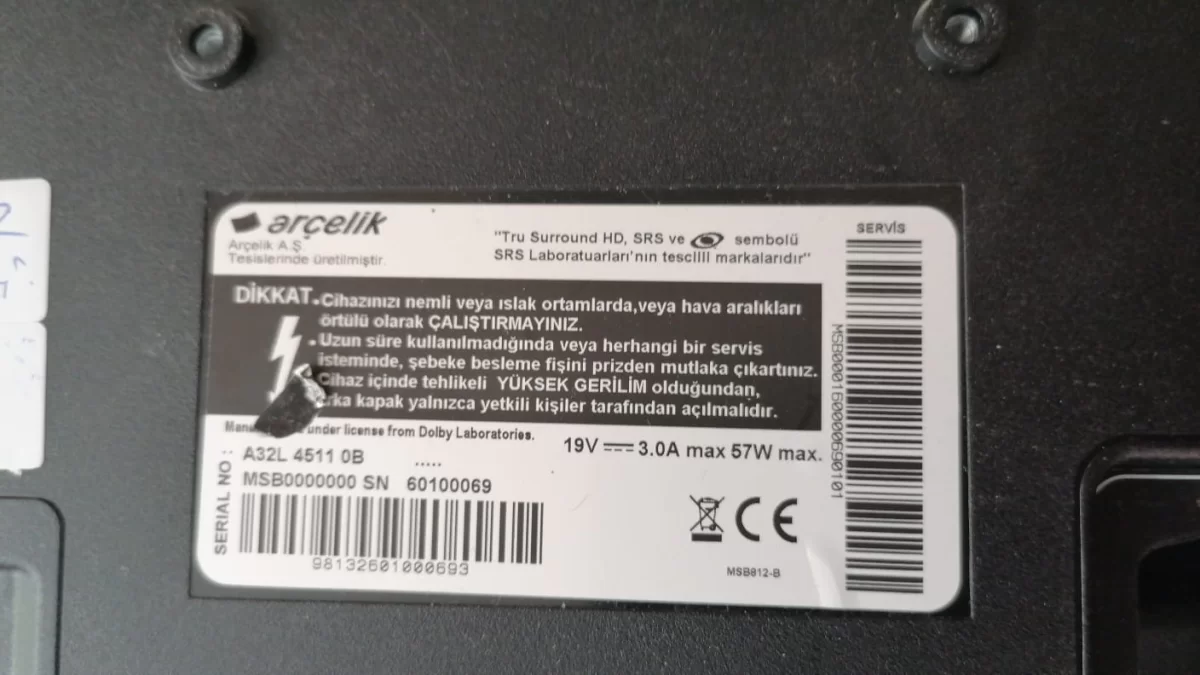 arçelik
Arçelik A.Ş.
Tesislerinde üretilmiştir.
"Tru Surround HD, SRS ve sembolü
SRS Laboratuarları'nın tescilli markalarıdır"
SERVİS
DİKKAT
•Cihazınızı nemli veya ıslak ortamlarda,veya hava aralıkları
örtülü olarak ÇALIŞTIRMAYINIZ.
•Uzun süre kullanılmadığında veya herhangi bir servis
isteminde, şebeke besleme fişini prizden mutlaka çıkartınız.
Cihaz içinde tehlikeli YÜKSEK GERİLİM olduğundan,
kapak yalnızca yetkili kişiler tarafından açılmalıdır.
under license from Dolby Laboratories.
19V 3.0A max 57W max.
A32L 4511 0B .....
MSB0000000 SN 60100069
SERIAL NO :
98132601000693
CE
MSB612-B